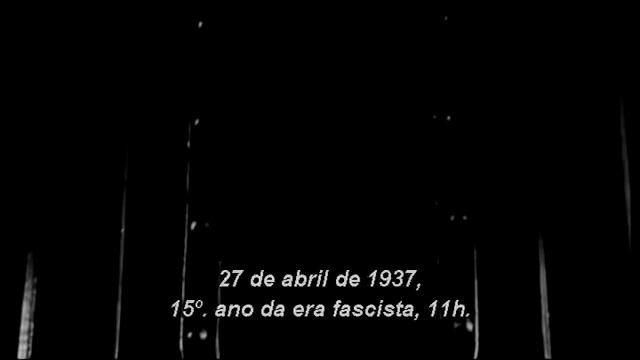 27 de abril de 1937,
15º. ano da era fascista, 11h.